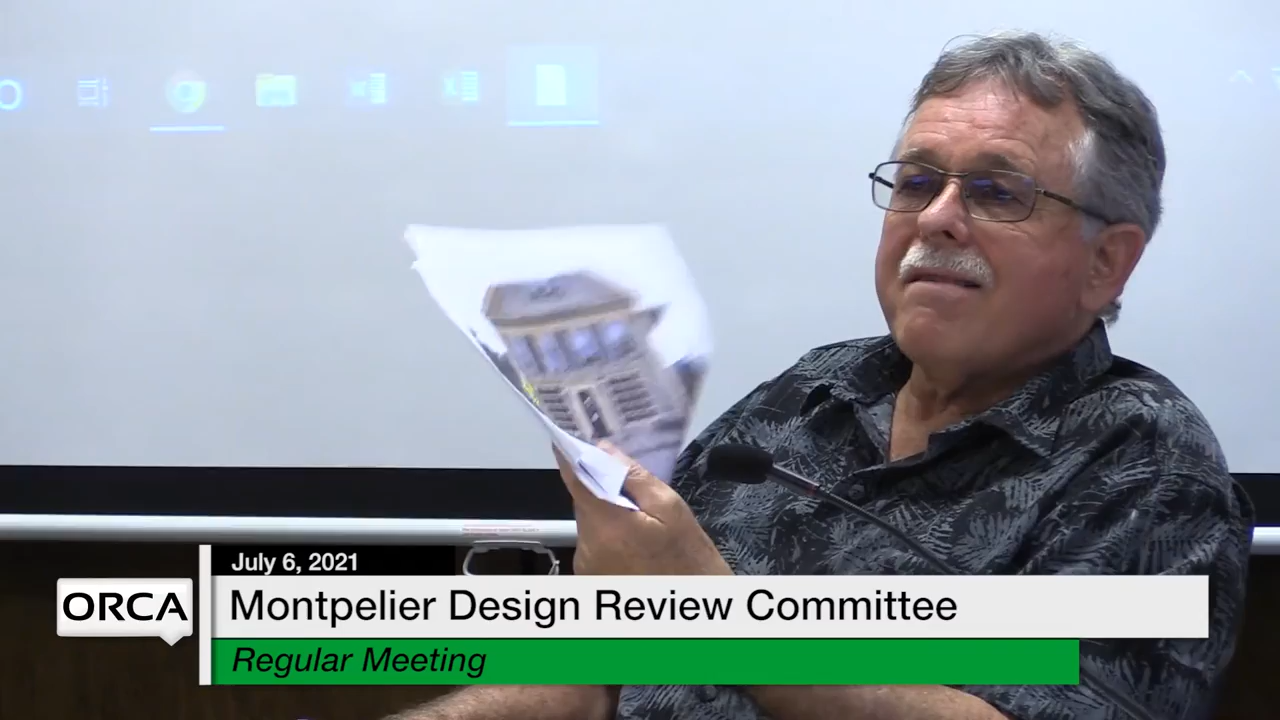 July 6, 2021
ORCA
Montpelier Design Review Committee
Regular Meeting